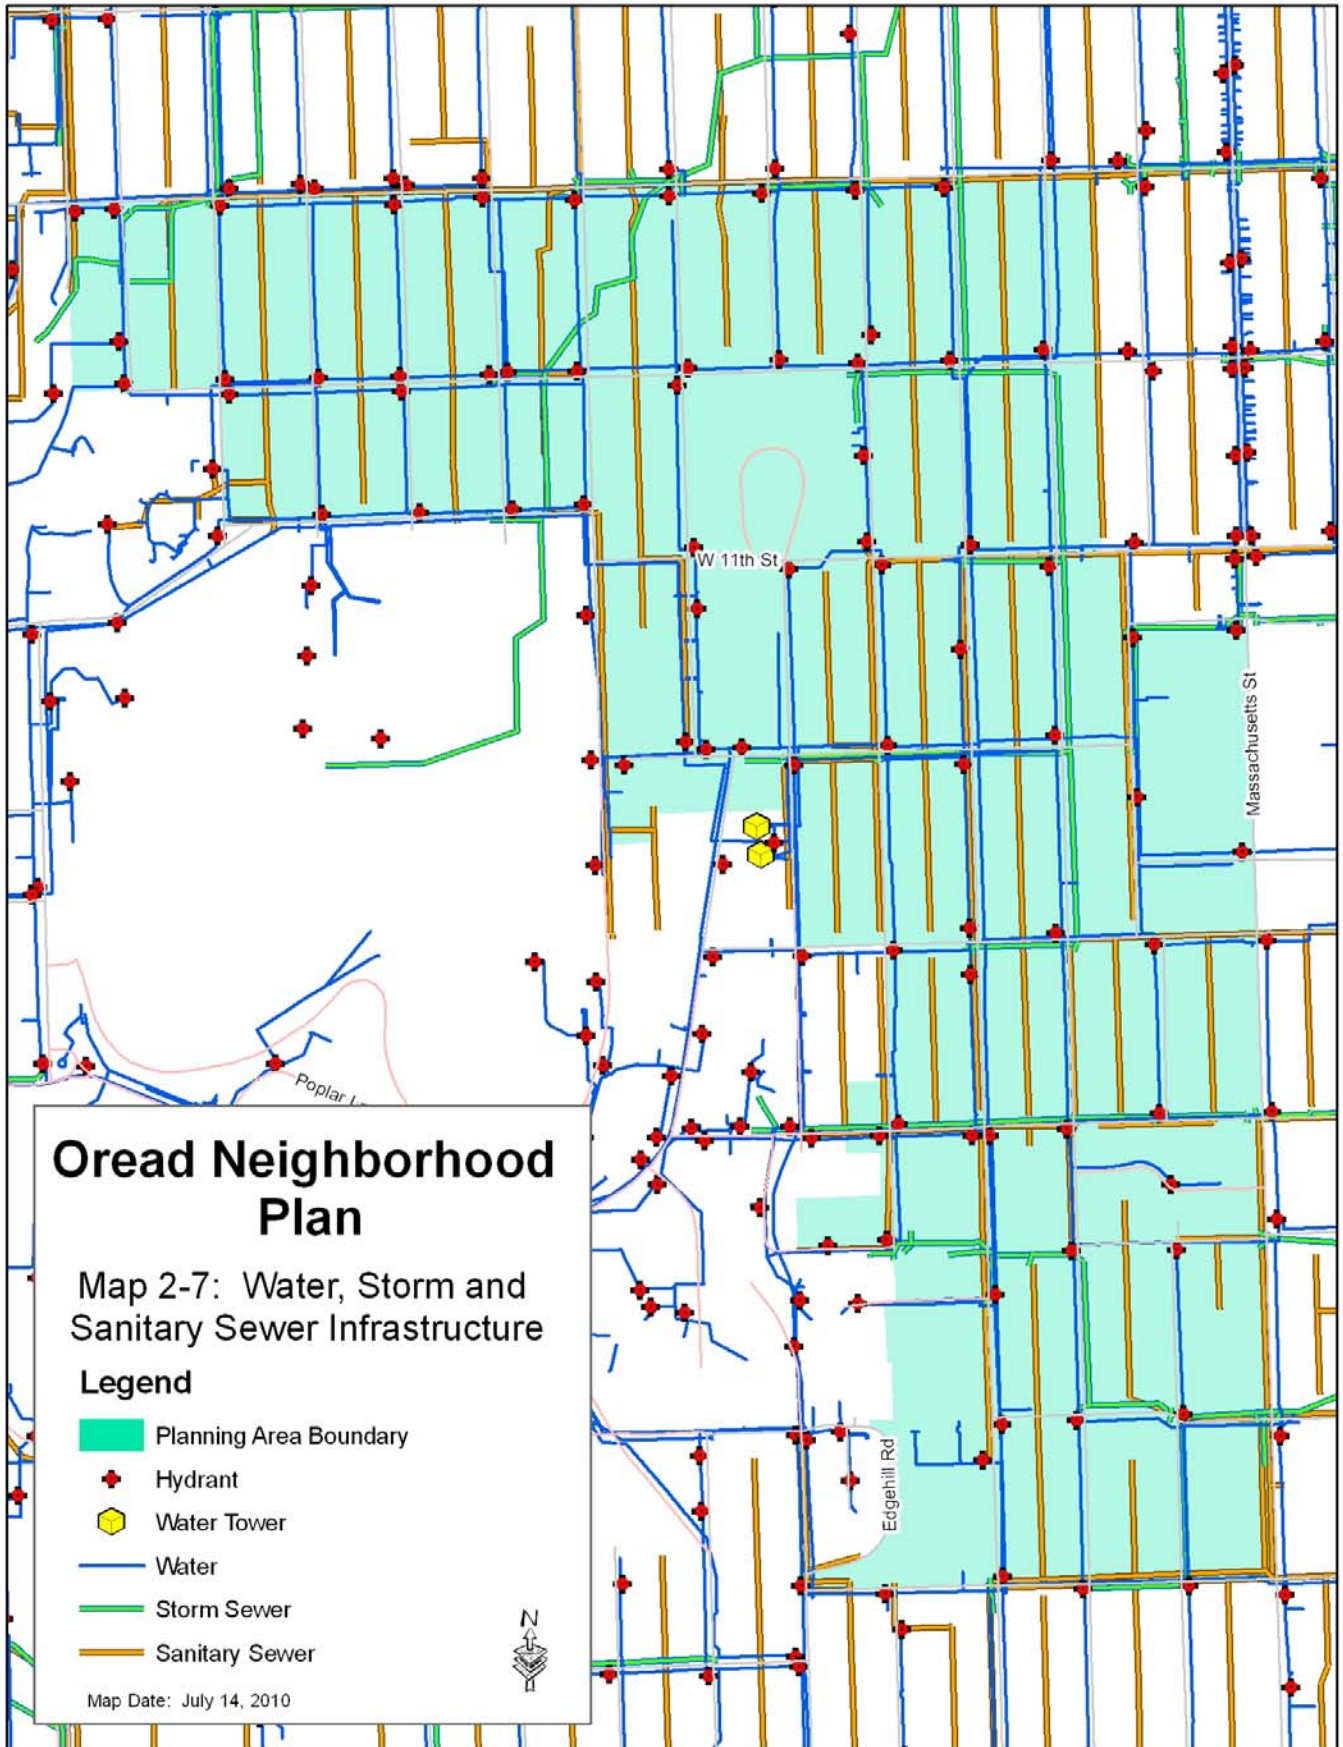 W 11th St
Massachusetts St
Poplar L
Edgehill Rd
Oread Neighborhood
Plan
Map 2-7: Water, Storm and
Sanitary Sewer Infrastructure
Legend
Planning Area Boundary
Hydrant
Water Tower
Water
Storm Sewer
Sanitary Sewer
N
Map Date: July 14, 2010